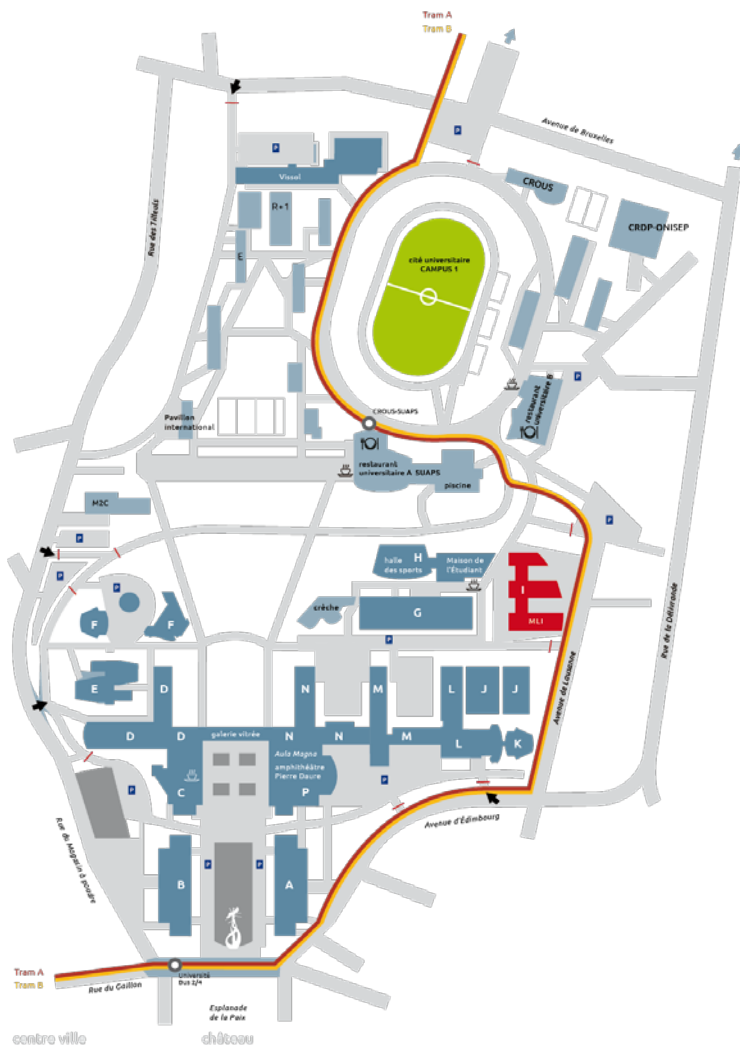 Tram A
Tram B
P
Avenue de Bruxelles
P
Visual
CROUS
R+1
CRDP-ONISEP
Rue des Tilleuls
E
cité universitaire
CAMPUS 1
P
restaurant
universitaire B
CROUS-SUAPS
Pavillon
international
restaurant
universitaire A SUAPS
piscine
M2C
P
P
P
P
H
halle
des sports
Maison de
l'Étudiant
I
MLI
crèche
G
F
F
P
Rue de la Délivrande
Avenue de Lausanne
E
D
N
M
L
J
J
D
D
galerie vitrée
N
N
M
L
K
Aula Magna
amphithéâtre
Pierre Daure
C
P
P
P
Avenue d'Édimbourg
Rue du Magasin à poudre
P
P
B
A
Tram A
Tram B
Rue du Gaillon
Université
Bus 2/4
Esplanade
de la Paix
centre ville
château